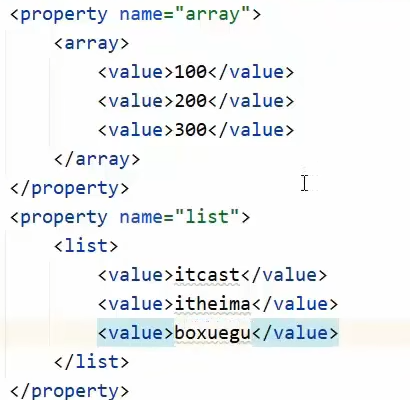 <property name="array">
    <array>
        <value>100</value>
        <value>200</value>
        <value>300</value>
    </array>
</property>
<property name="list">
    <list>
        <value>itcast</value>
        <value>itheima</value>
        <value>boxuegu</value>
    </list>
</property>